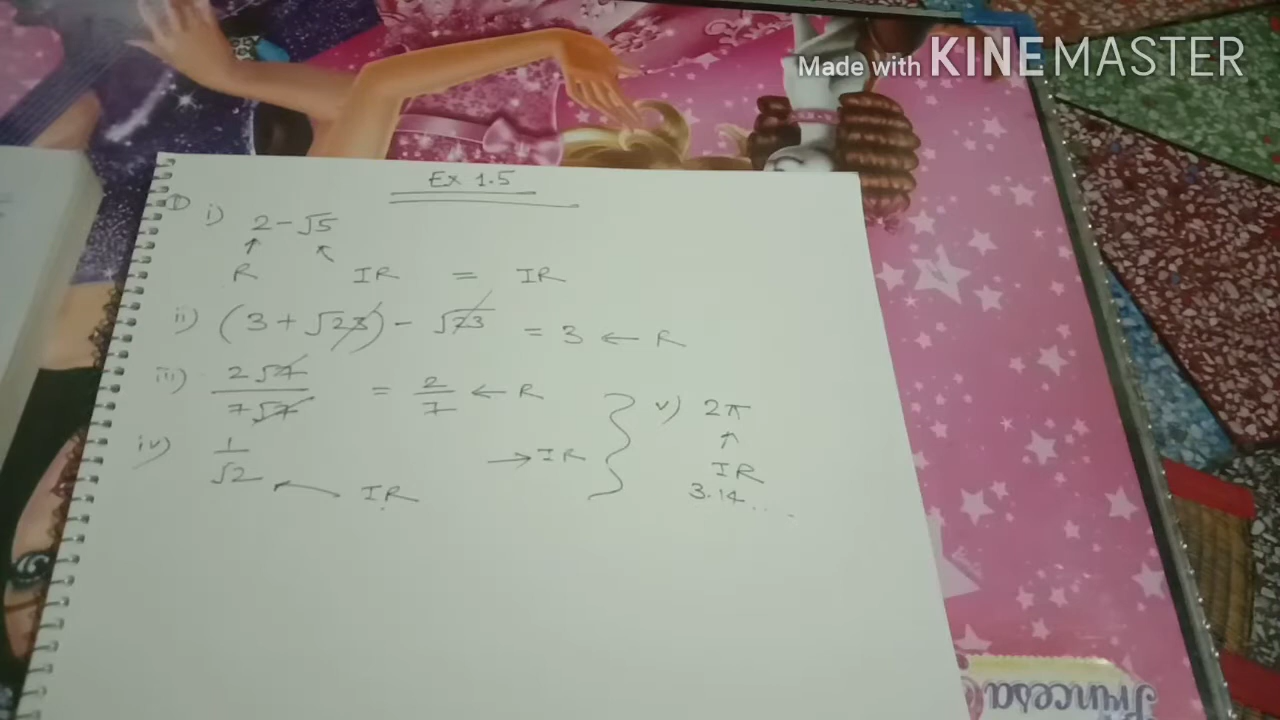 Made with KINEMASTER
Ex 1.5
① i) 2-√5
↑ ↖
R IR = IR
ii) (3+√23) - √23 = 3 ← R
iii) 2√7/7√7 = 2/7 ← R
iv) 1/√2 → IR
← IR
v) 2π
↑
IR
3.14....
Princesa